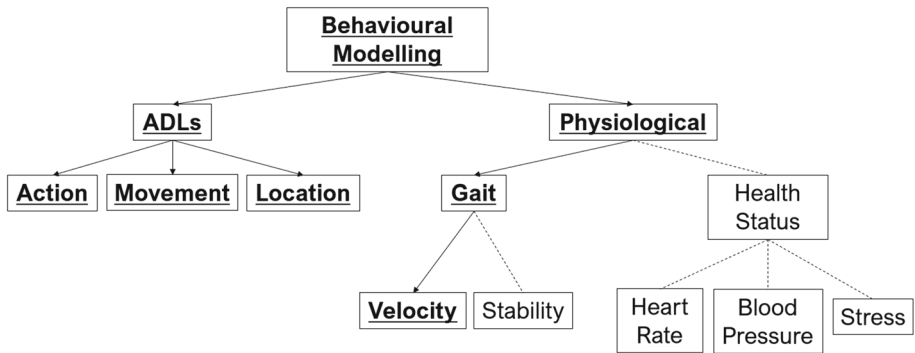 Behavioural
Modelling
ADLs
Physiological
Action
Movement
Location
Gait
Health
Status
Velocity
Stability
Heart
Rate
Blood
Pressure
Stress